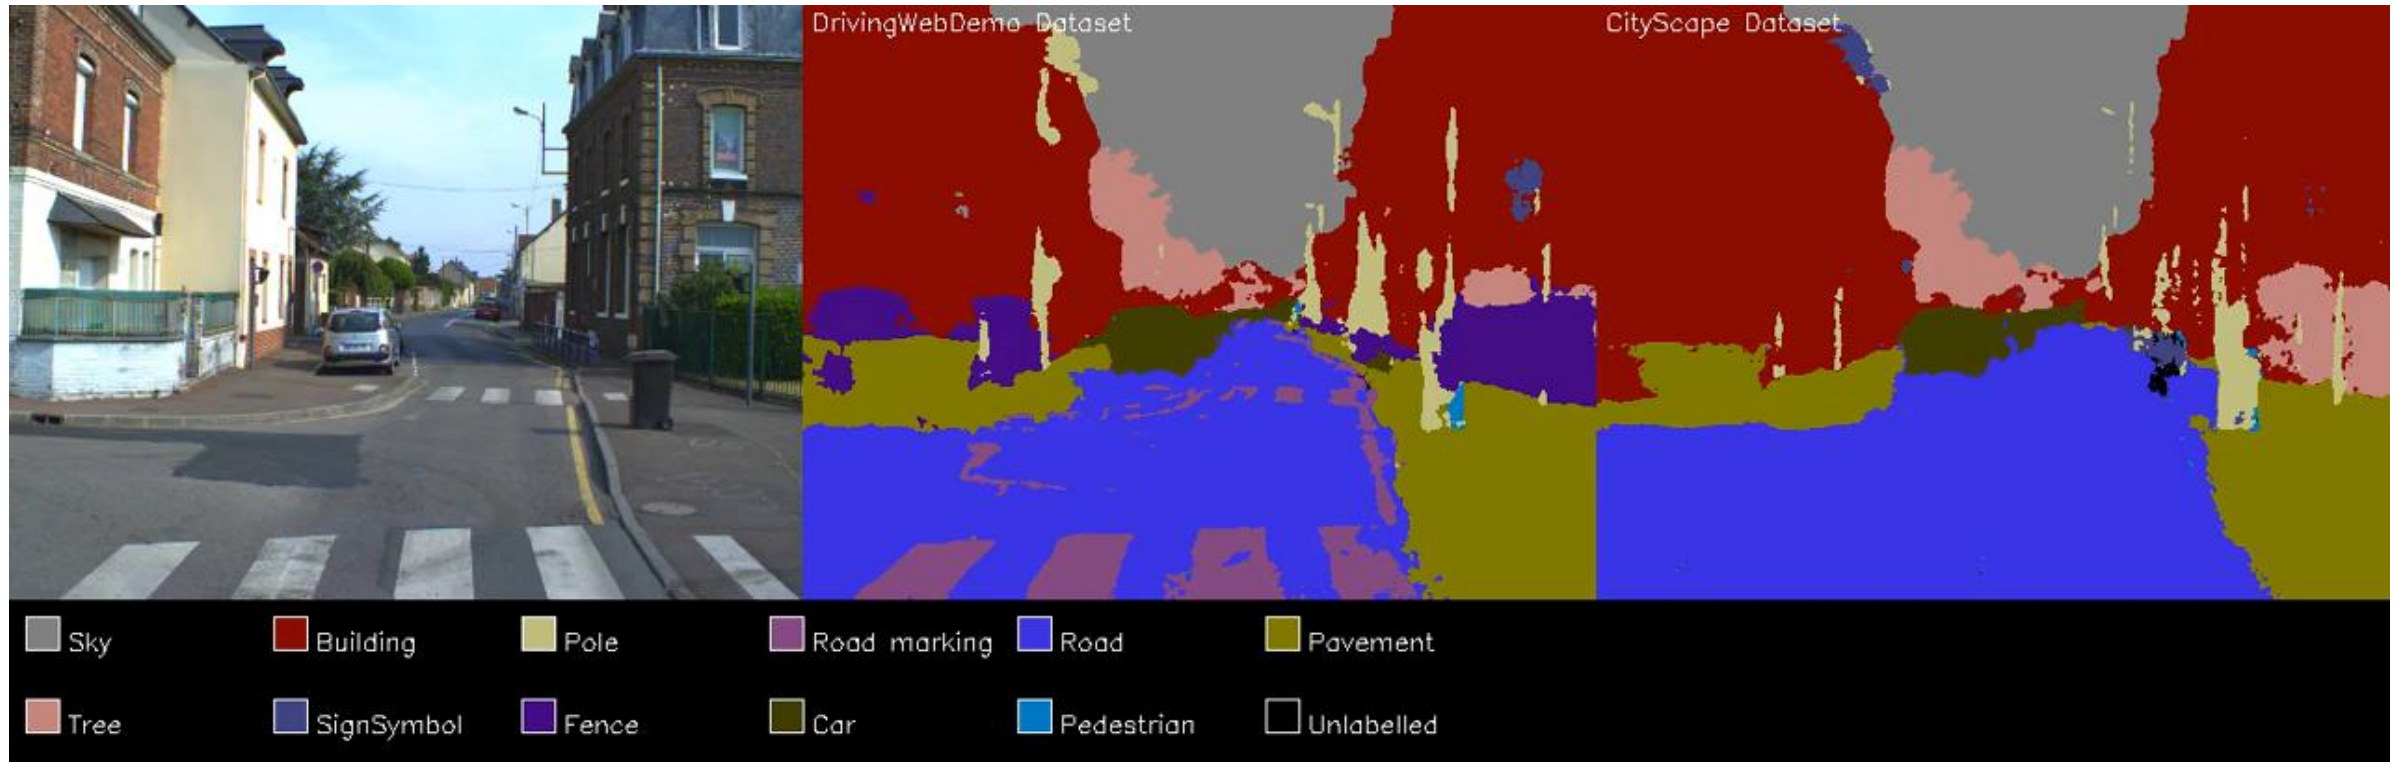 DrivingWebDemo Dataset
CityScape Dataset
Sky
Building
Pole
Road marking
Road
Pavement
Tree
SignSymbol
Fence
Car
Pedestrian
Unlabelled